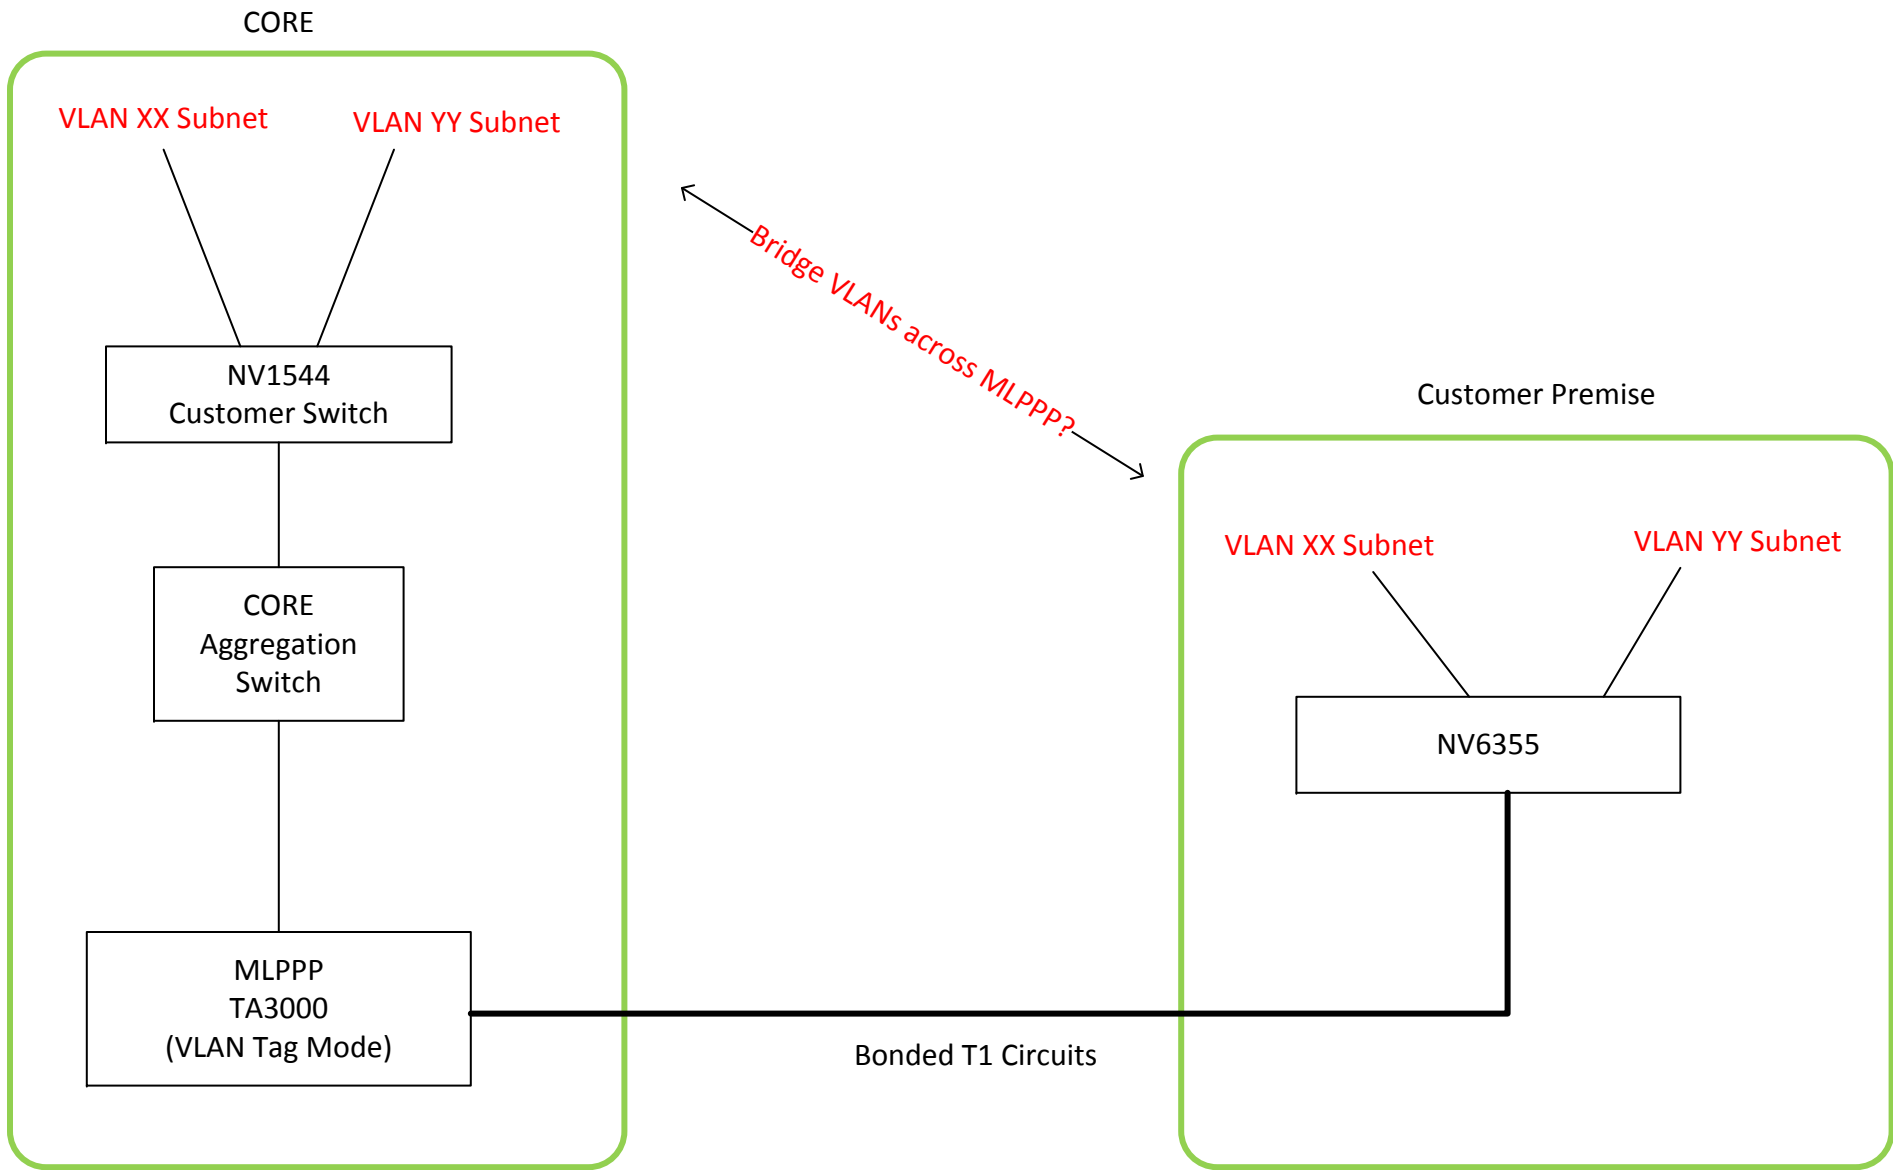 CORE
VLAN XX Subnet
VLAN YY Subnet
NV1544
Customer Switch
CORE
Aggregation
Switch
MLPPP
TA3000
(VLAN Tag Mode)
Bridge VLANs across MLPPP?
Bonded T1 Circuits
Customer Premise
VLAN XX Subnet
VLAN YY Subnet
NV6355